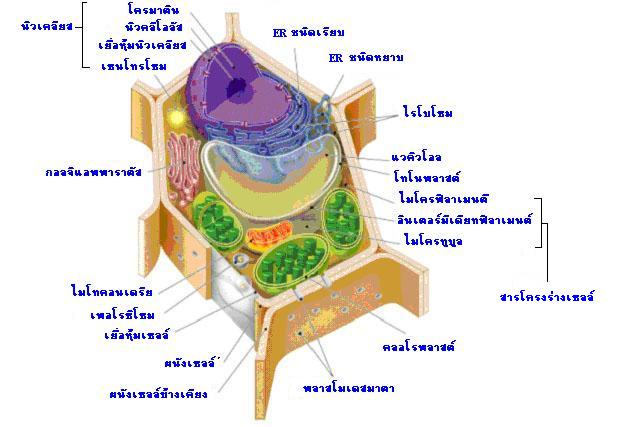 โครมาติน
นิวคลีโอลัส
นิวเคลียส
เยื่อหุ้มนิวเคลียส
เซนโทรโซม
ER ชนิดเรียบ
ER ชนิดหยาบ
ไรโบโซม
กอลจิแอพพาราตัส
แวคิวโอล
โทโนพลาสต์
ไมโครฟิลาเมนต์
อินเตอร์มีเดียทฟิลาเมนต์
ไมโครทูบูล
สารโครงร่างเซลล์
ไมโทคอนเดรีย
เพอโรซิโซม
เยื่อหุ้มเซลล์
ผนังเซลล์
ผนังเซลล์ข้างเคียง
คลอโรพลาสต์
พลาสโมเดสมาตา